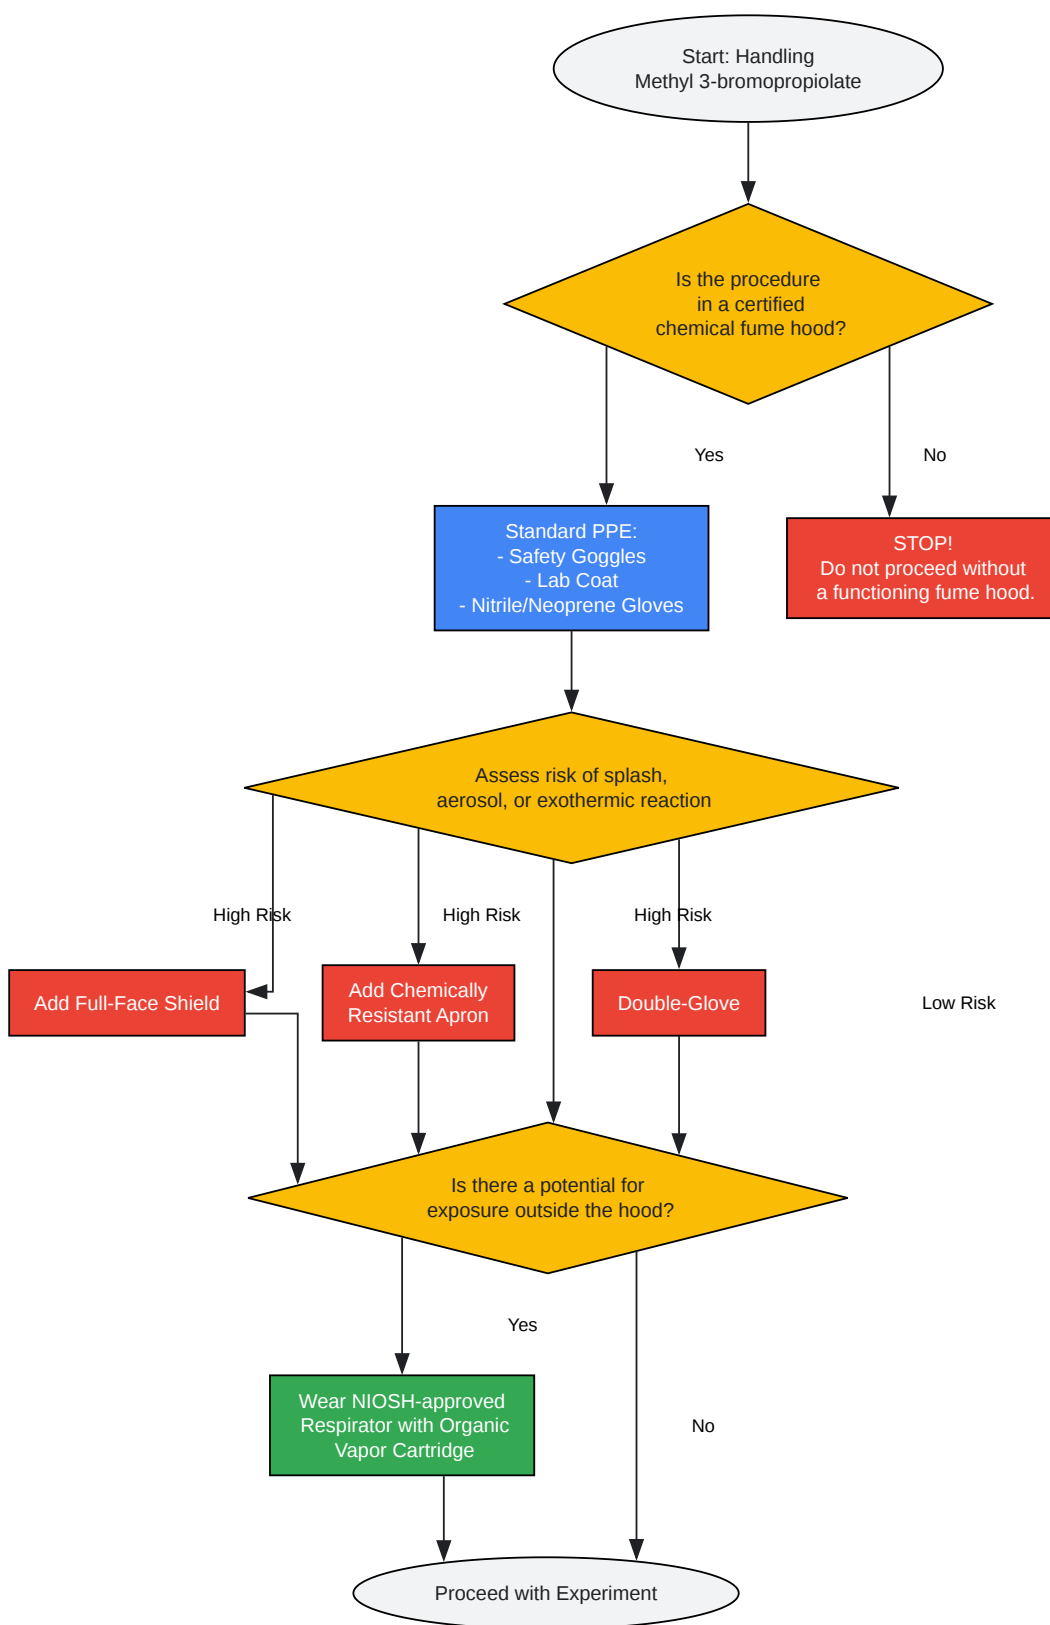 Start: Handling
Methyl 3-bromopropiolate
Is the procedure
in a certified
chemical fume hood?
Yes
No
Standard PPE:
- Safety Goggles
- Lab Coat
- Nitrile/Neoprene Gloves
STOP!
Do not proceed without
a functioning fume hood.
Assess risk of splash,
aerosol, or exothermic reaction
High Risk
High Risk
High Risk
Add Full-Face Shield
Add Chemically
Resistant Apron
Double-Glove
Low Risk
Is there a potential for
exposure outside the hood?
Yes
Wear NIOSH-approved
Respirator with Organic
Vapor Cartridge
No
Proceed with Experiment